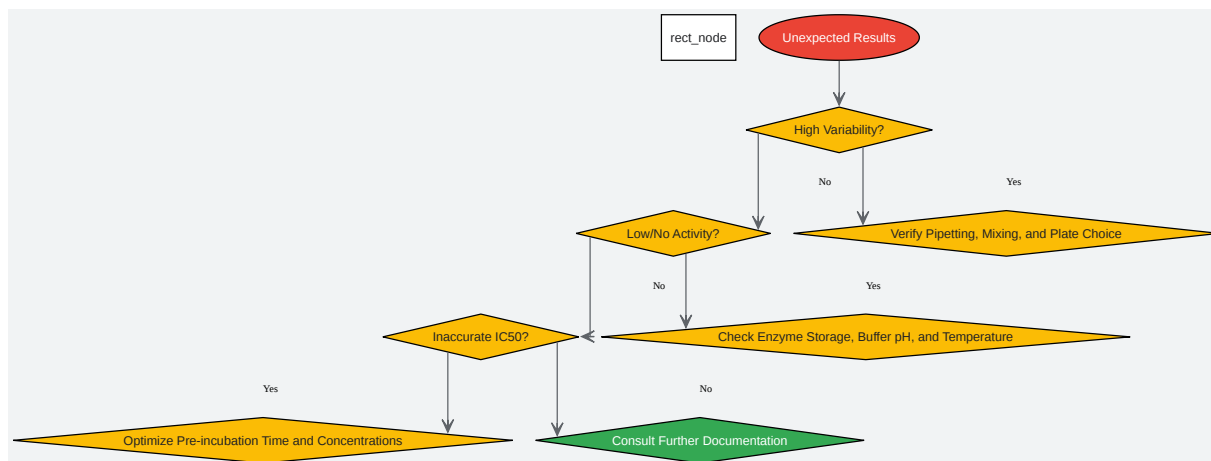 rect_node
Unexpected Results
High Variability?
No
Yes
Low/No Activity?
Verify Pipetting, Mixing, and Plate Choice
No
Yes
Inaccurate IC50?
Check Enzyme Storage, Buffer pH, and Temperature
Yes
No
Optimize Pre-incubation Time and Concentrations
Consult Further Documentation